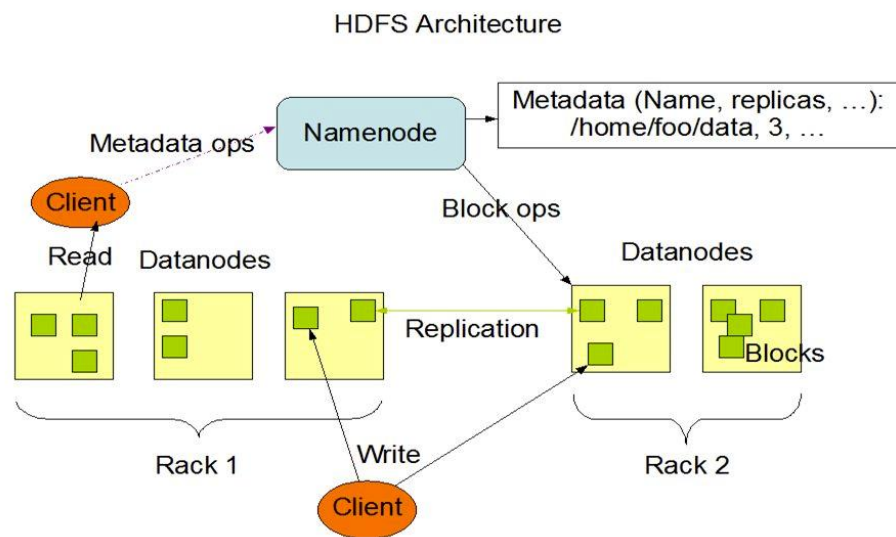 HDFS Architecture
Metadata (Name, replicas, …):
/home/foo/data, 3, …
Namenode
Metadata ops
Client
Block ops
Read
Datanodes
Datanodes
Replication
Blocks
Rack 1
Write
Rack 2
Client